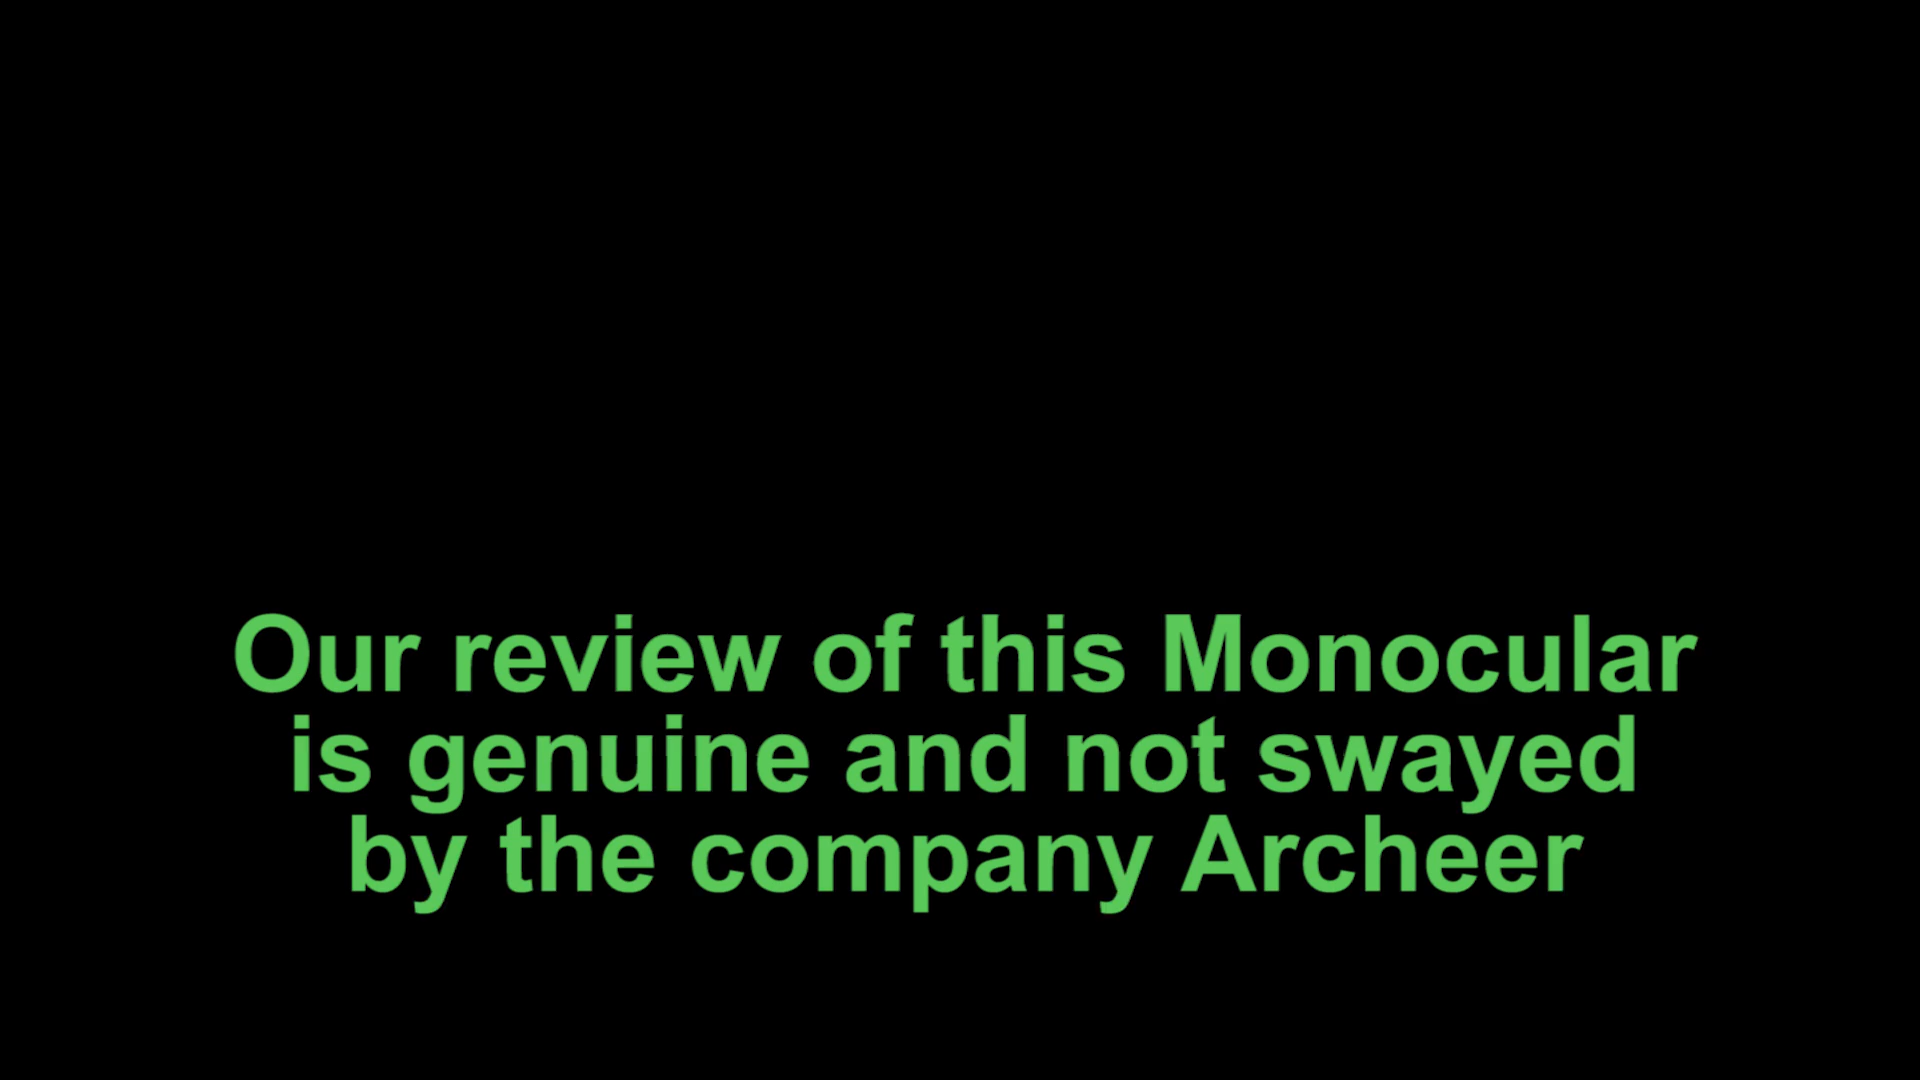 Our review of this Monocular
is genuine and not swayed
by the company Archeer